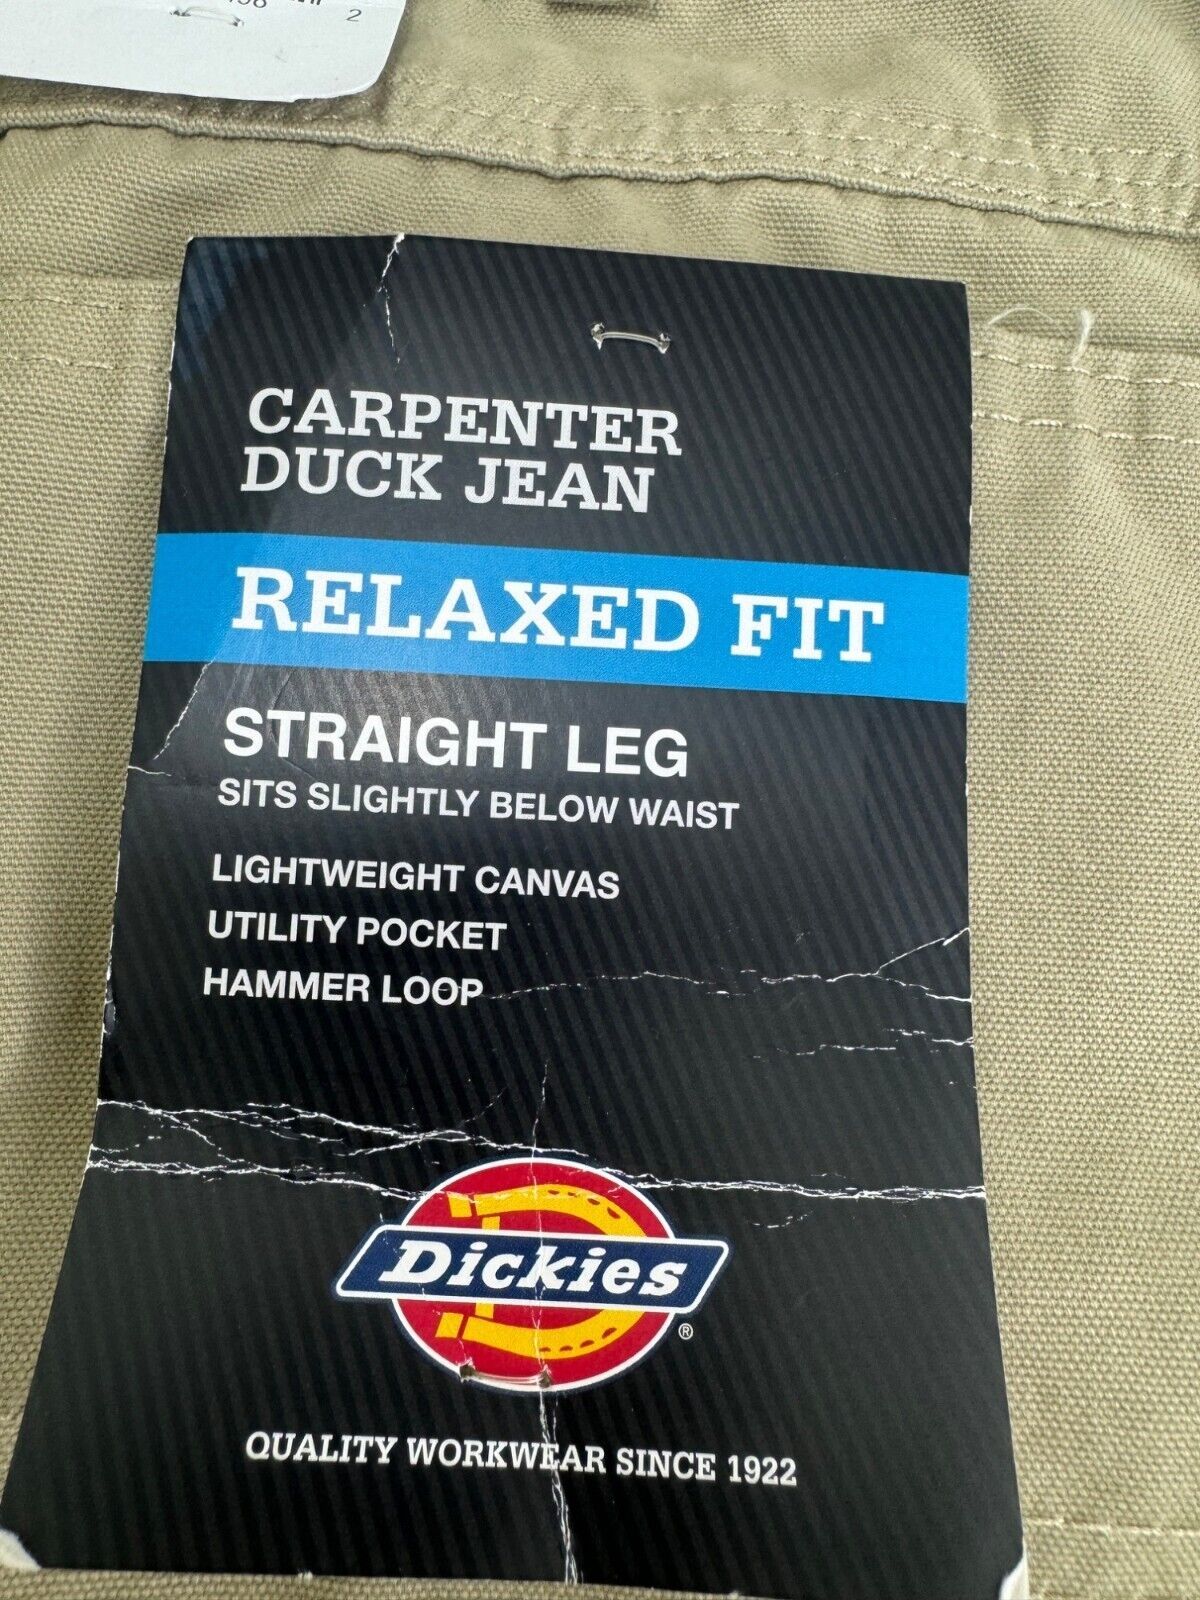 2
CARPENTER
DUCK JEAN
RELAXED FIT
STRAIGHT LEG
SITS SLIGHTLY BELOW WAIST
LIGHTWEIGHT CANVAS
UTILITY POCKET
HAMMER LOOP
Dickies
®
QUALITY WORKWEAR SINCE 1922